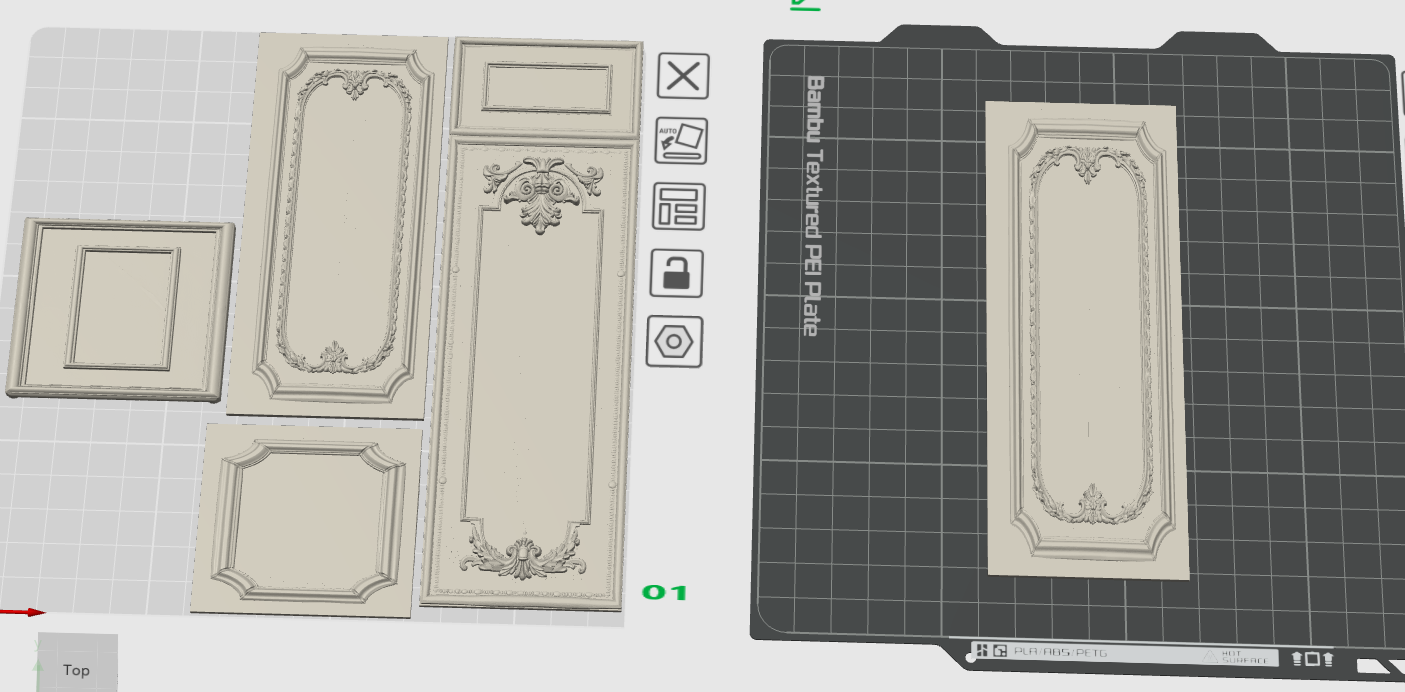 AUTO
Bambu Textured PEI Plate
01
PLA/ABS/PETG
HOT
SURFACE
Top